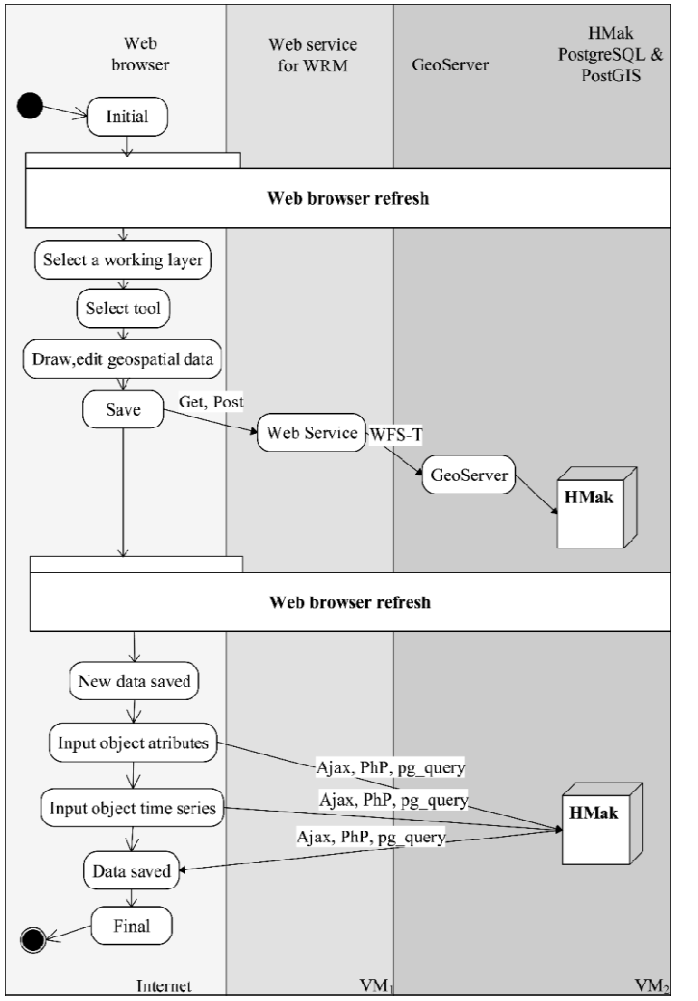 Web
browser
Web service
for WRM
GeoServer
HMak
PostgreSQL &
PostGIS
Initial
Web browser refresh
Select a working layer
Select tool
Draw,edit geospatial data
Save
Get, Post
Web Service
WFS-T
GeoServer
HMak
Web browser refresh
New data saved
Input object atributes
Ajax, PhP, pg_query
Input object time series
Ajax, PhP, pg_query
HMak
Ajax, PhP, pg_query
Data saved
Final
Internet
VM1
VM2